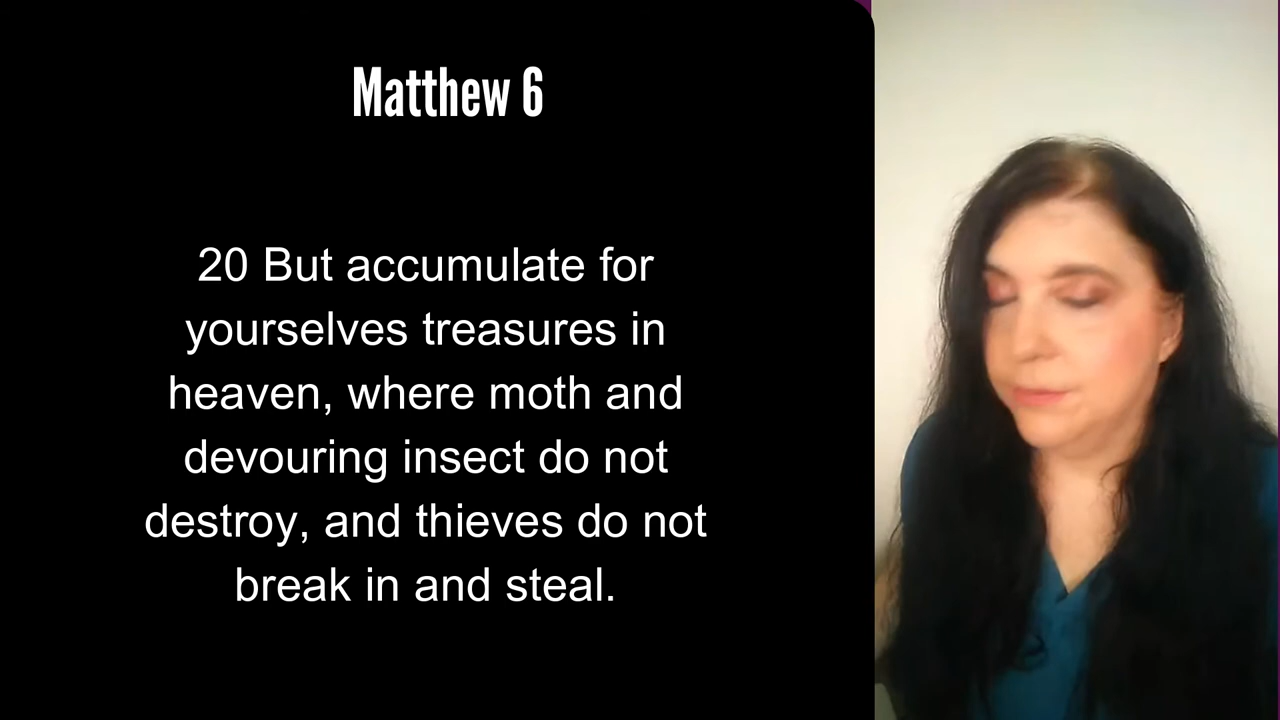 Matthew 6
20 But accumulate for
yourselves treasures in
heaven, where moth and
devouring insect do not
destroy, and thieves do not
break in and steal.